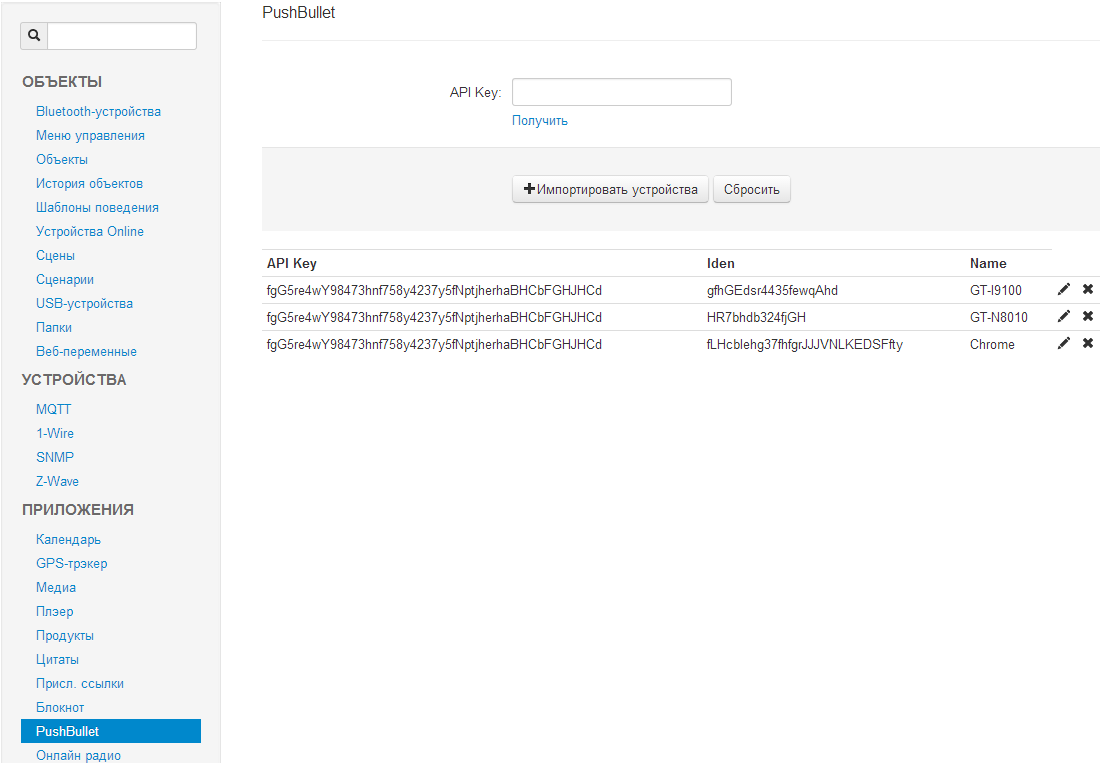 ОБЪЕКТЫ
Bluetooth-устройства
Меню управления
Объекты
История объектов
Шаблоны поведения
Устройства Online
Сцены
Сценарии
USB-устройства
Папки
Веб-переменные
УСТРОЙСТВА
MQTT
1-Wire
SNMP
Z-Wave
ПРИЛОЖЕНИЯ
Календарь
GPS-трэкер
Медиа
Плэер
Продукты
Цитаты
Присл. ссылки
Блокнот
PushBullet
Онлайн радио
PushBullet
API Key:
Получить
Импортировать устройства Сбросить
API Key Iden Name
fgG5re4wY98473hnf758y4237y5fNptjherhaBHCbFGHJHCd gfhGEdsr4435fewqAhd GT-I9100
fgG5re4wY98473hnf758y4237y5fNptjherhaBHCbFGHJHCd HR7bhdb324fjGH GT-N8010
fgG5re4wY98473hnf758y4237y5fNptjherhaBHCbFGHJHCd fLHcblehg37fhfgrJJJVNLKEDSFfty Chrome